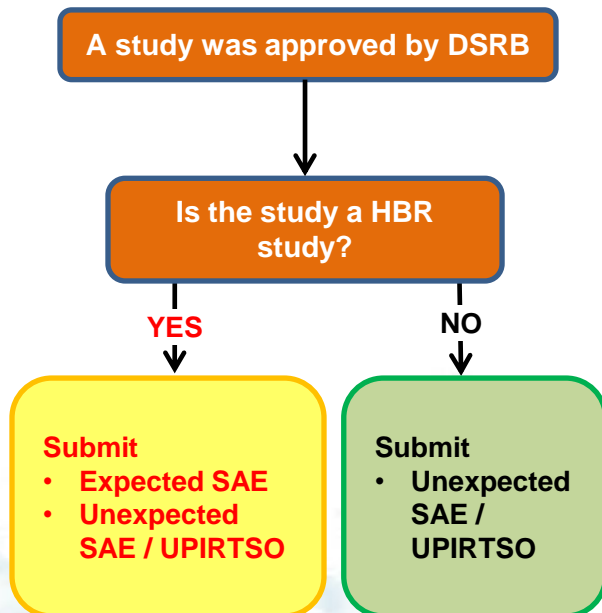 A study was approved by DSRB
Is the study a HBR
study?
YES
NO
Submit
• Expected SAE
• Unexpected
SAE / UPIRTSO
Submit
• Unexpected
SAE /
UPIRTSO